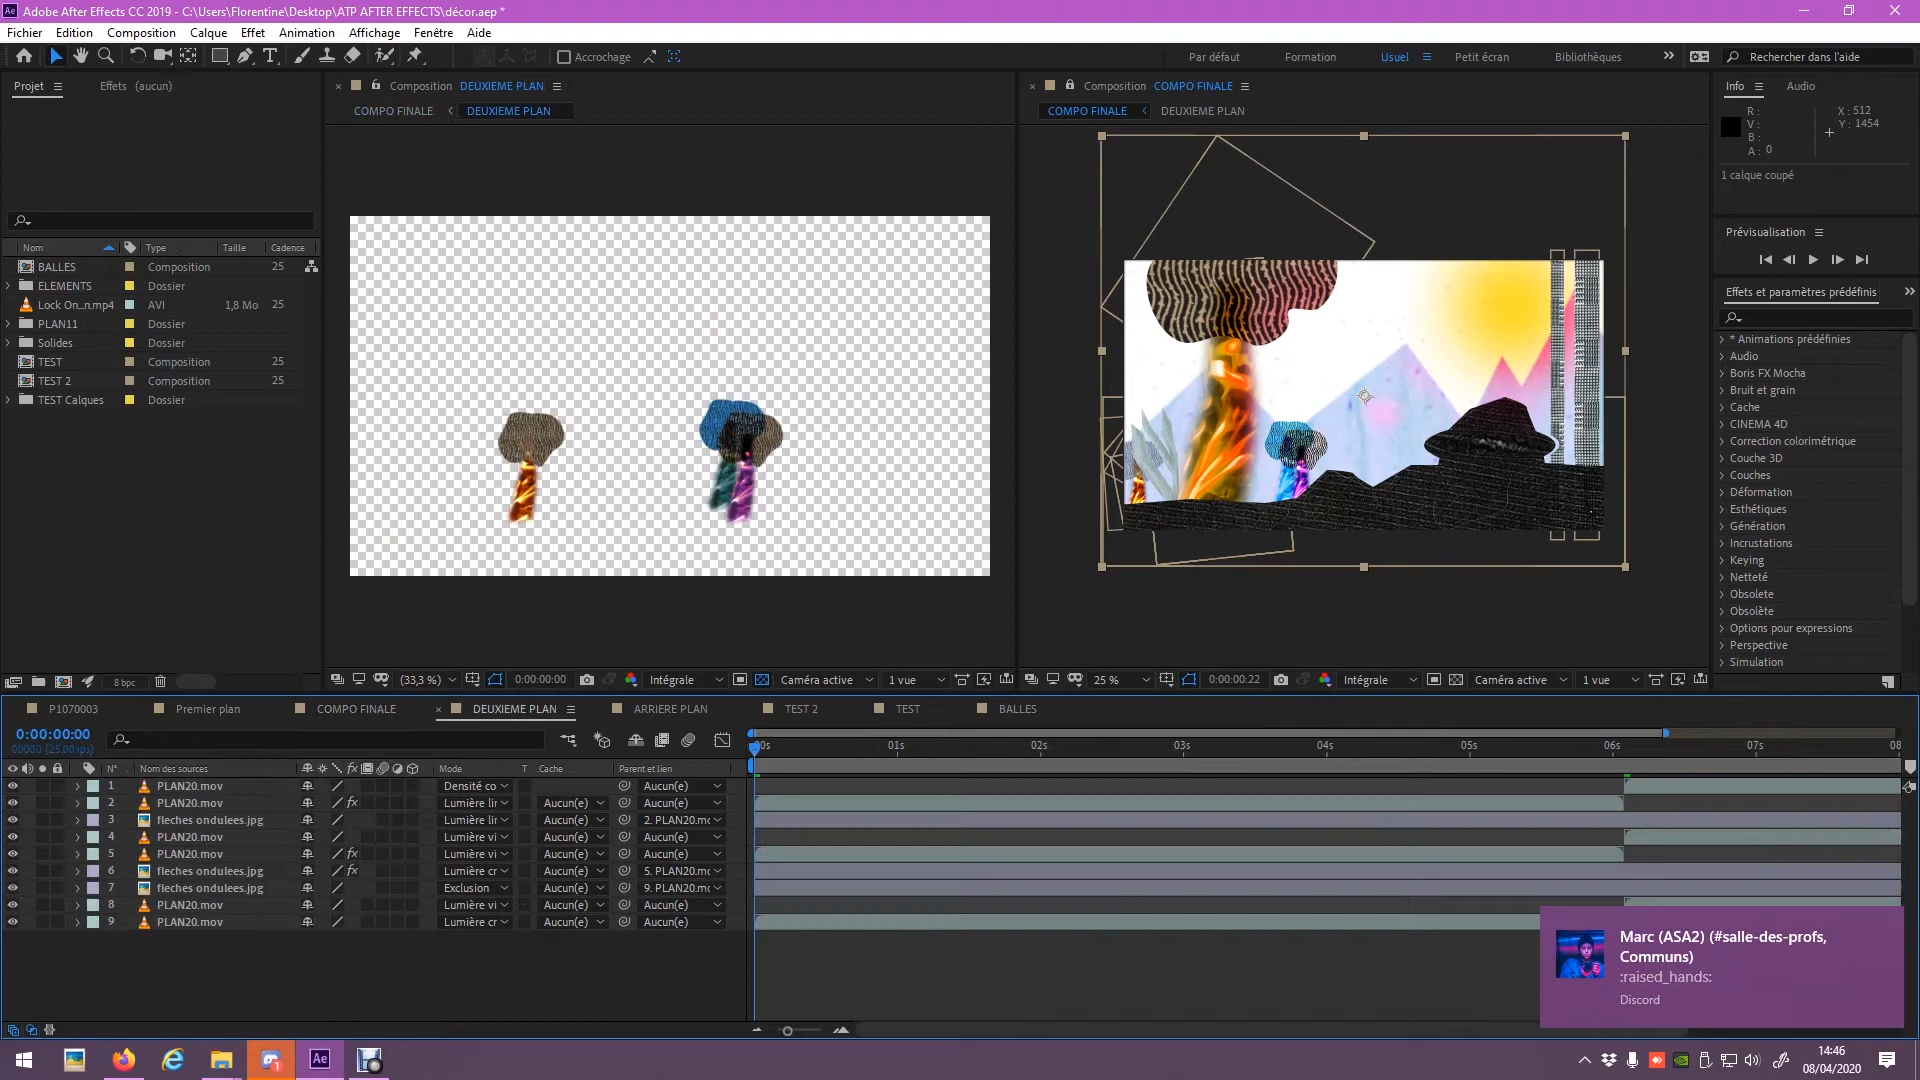 Adobe After Effects CC 2019 - C:\Users\Florentine\Desktop\ATP AFTER EFFECTS\décor.aep *
Fichier Edition Composition Calque Effet Animation Affichage Fenêtre Aide
Accrochage Par défaut Formation Usuel Petit écran Bibliothèques Rechercher dans l'aide
Projet Effets (aucun)
Nom Type Taille Cadence
BALLES Composition 25
ELEMENTS Dossier
Lock On...n.mp4 AVI 1,8 Mo 25
PLAN11 Dossier
Solides Dossier
TEST Composition 25
TEST 2 Composition 25
TEST Calques Dossier
8 bpc
Composition DEUXIEME PLAN
COMPO FINALE DEUXIEME PLAN
(33,3 %) 0:00:00:00 Intégrale Caméra active 1 vue
Composition COMPO FINALE
COMPO FINALE DEUXIEME PLAN
25 % 0:00:00:22 Intégrale Caméra active 1 vue
Info Audio
R : X : 512
V : Y : 1454
B :
A : 0
1 calque coupé
Prévisualisation
Effets et paramètres prédéfinis
* Animations prédéfinies
Audio
Boris FX Mocha
Bruit et grain
Cache
CINEMA 4D
Correction colorimétrique
Couche 3D
Couches
Déformation
Esthétiques
Génération
Incrustations
Keying
Netteté
Obsolete
Obsolète
Options pour expressions
Perspective
Simulation
P1070003 Premier plan COMPO FINALE DEUXIEME PLAN ARRIERE PLAN TEST 2 TEST BALLES
0:00:00:00
00000 (25.00 ips)
00s 01s 02s 03s 04s 05s 06s 07s 08
N° Nom des sources fx Mode T .Cache Parent et lien
1 PLAN20.mov Densité co Aucun(e)
2 PLAN20.mov fx Lumière lir Aucun(e) Aucun(e)
3 fleches ondulees.jpg Lumière lir Aucun(e) 2. PLAN20.mc
4 PLAN20.mov Lumière vi Aucun(e) Aucun(e)
5 PLAN20.mov fx Lumière vi Aucun(e) Aucun(e)
6 fleches ondulees.jpg fx Lumière cr Aucun(e) 5. PLAN20.mc
7 fleches ondulees.jpg Exclusion Aucun(e) 9. PLAN20.mc
8 PLAN20.mov Lumière vi Aucun(e) Aucun(e)
9 PLAN20.mov Lumière cr Aucun(e) Aucun(e)
Marc (ASA2) (#salle-des-profs,
Communs)
:raised_hands:
Discord
14:46
08/04/2020